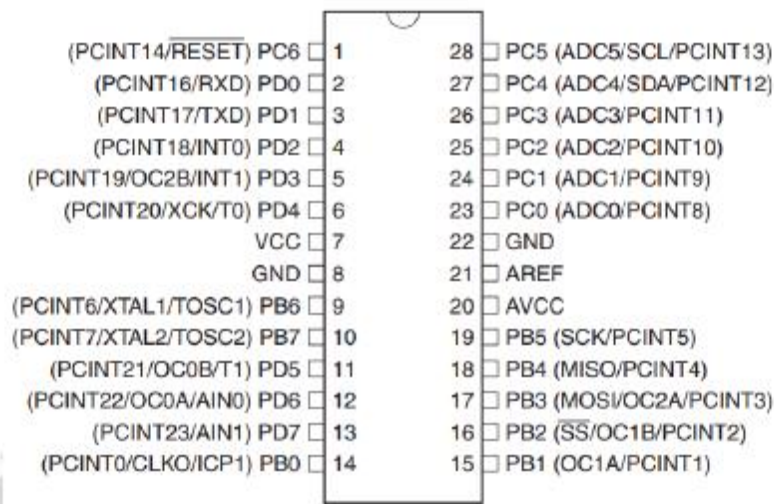 (PCINT14/RESET) PC6 1 28 PC5 (ADC5/SCL/PCINT13)
(PCINT16/RXD) PD0 2 27 PC4 (ADC4/SDA/PCINT12)
(PCINT17/TXD) PD1 3 26 PC3 (ADC3/PCINT11)
(PCINT18/INT0) PD2 4 25 PC2 (ADC2/PCINT10)
(PCINT19/OC2B/INT1) PD3 5 24 PC1 (ADC1/PCINT9)
(PCINT20/XCK/T0) PD4 6 23 PC0 (ADC0/PCINT8)
VCC 7 22 GND
GND 8 21 AREF
(PCINT6/XTAL1/TOSC1) PB6 9 20 AVCC
(PCINT7/XTAL2/TOSC2) PB7 10 19 PB5 (SCK/PCINT5)
(PCINT21/OC0B/T1) PD5 11 18 PB4 (MISO/PCINT4)
(PCINT22/OC0A/AIN0) PD6 12 17 PB3 (MOSI/OC2A/PCINT3)
(PCINT23/AIN1) PD7 13 16 PB2 (SS/OC1B/PCINT2)
(PCINT0/CLKO/ICP1) PB0 14 15 PB1 (OC1A/PCINT1)